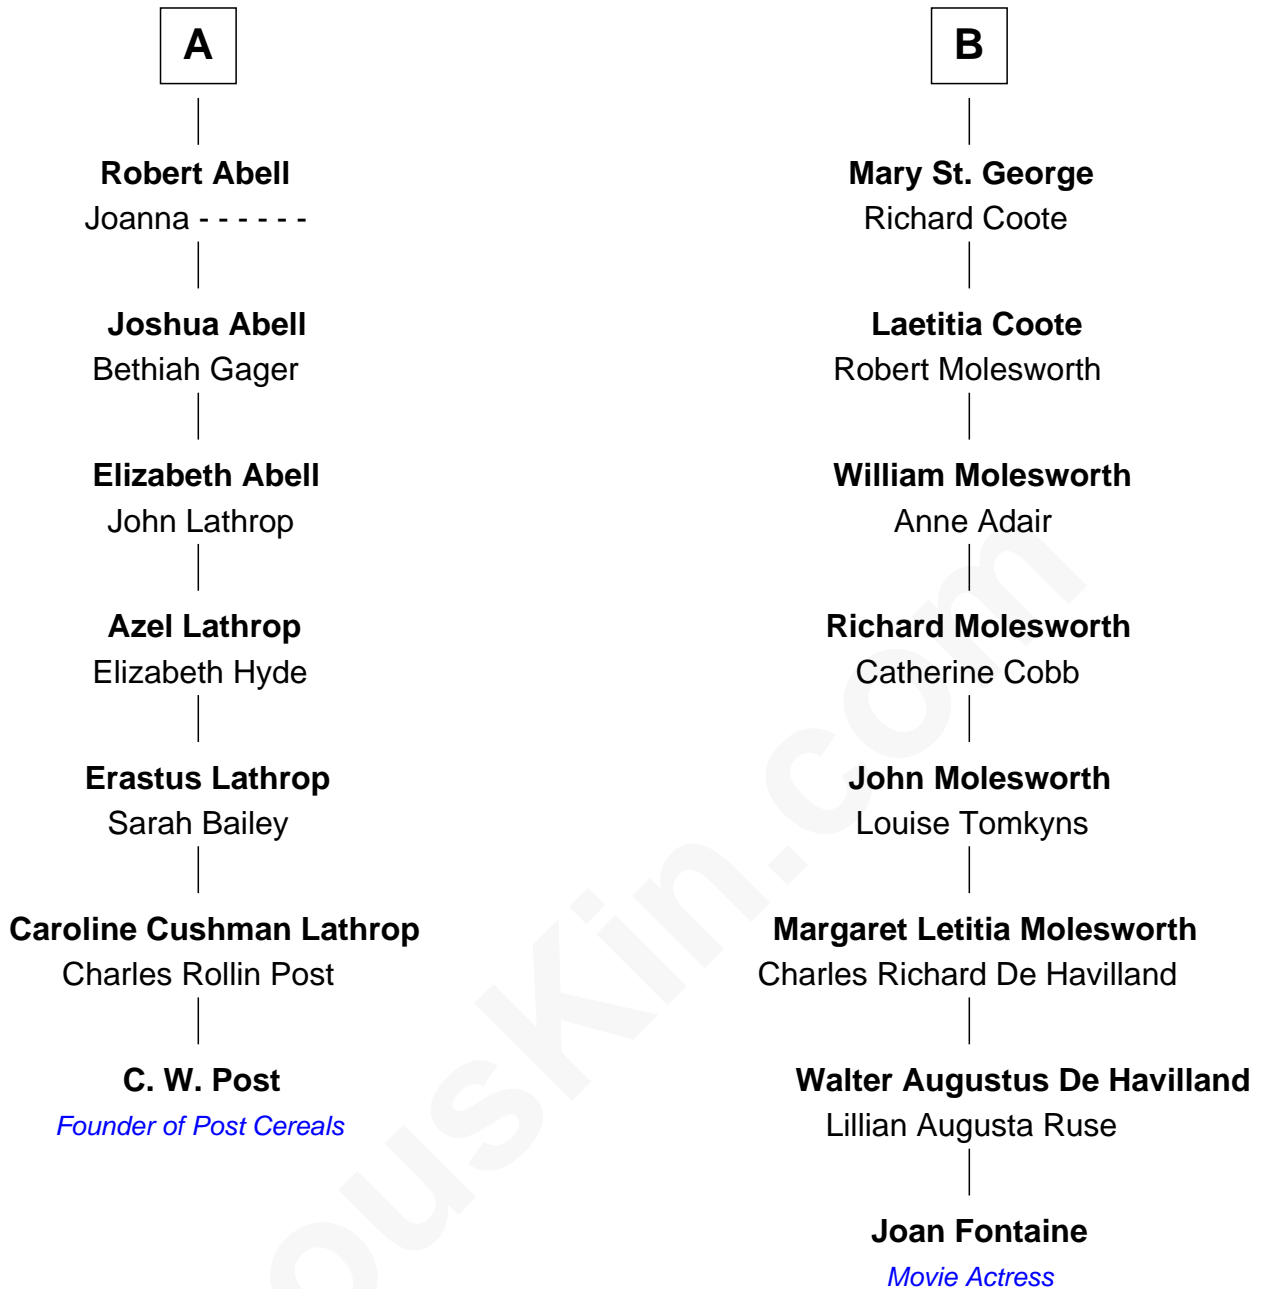 A
Robert Abell
Joanna - - - - - -
Joshua Abell
Bethiah Gager
Elizabeth Abell
John Lathrop
Azel Lathrop
Elizabeth Hyde
Erastus Lathrop
Sarah Bailey
Caroline Cushman Lathrop
Charles Rollin Post
C. W. Post
Founder of Post Cereals
B
Mary St. George
Richard Coote
Laetitia Coote
Robert Molesworth
William Molesworth
Anne Adair
Richard Molesworth
Catherine Cobb
John Molesworth
Louise Tomkyns
Margaret Letitia Molesworth
Charles Richard De Havilland
Walter Augustus De Havilland
Lillian Augusta Ruse
Joan Fontaine
Movie Actress
ousKin.com